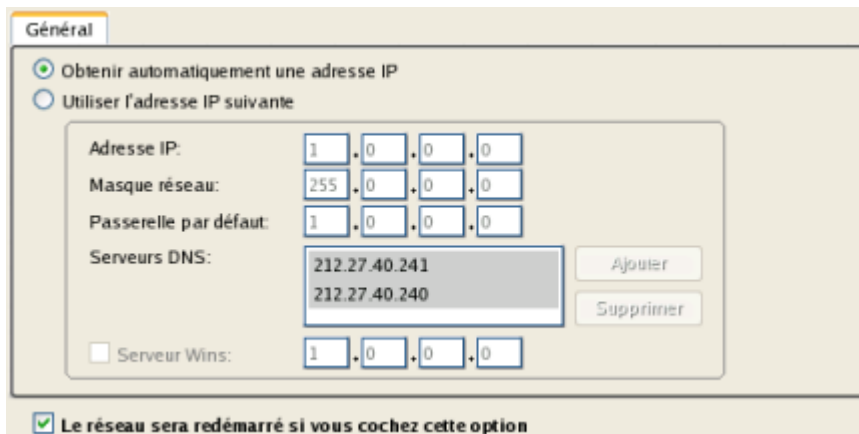 Général
Obtenir automatiquement une adresse IP
Utiliser l'adresse IP suivante
Adresse IP: 1 . 0 . 0 . 0
Masque réseau: 255 . 0 . 0 . 0
Passerelle par défaut: 1 . 0 . 0 . 0
Serveurs DNS:
212.27.40.241
212.27.40.240
Ajouter
Supprimer
Serveur Wins: 1 . 0 . 0 . 0
Le réseau sera redémarré si vous cochez cette option